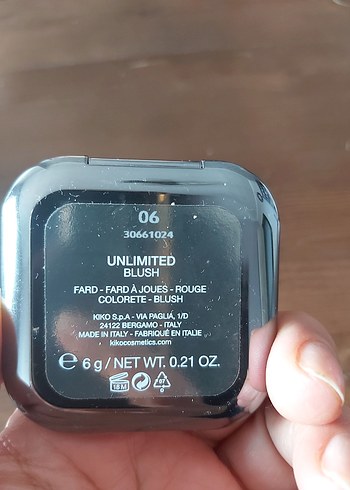 06
30661024
UNLIMITED
BLUSH
FARD - FARD À JOUES - ROUGE
COLORETE - BLUSH
KIKO S.p.A - VIA PAGLIA, 1/D
24122 BERGAMO - ITALY
MADE IN ITALY - FABRIQUÉ EN ITALIE
kikocosmetics.com
℮ 6 g / NET WT. 0.21 OZ.